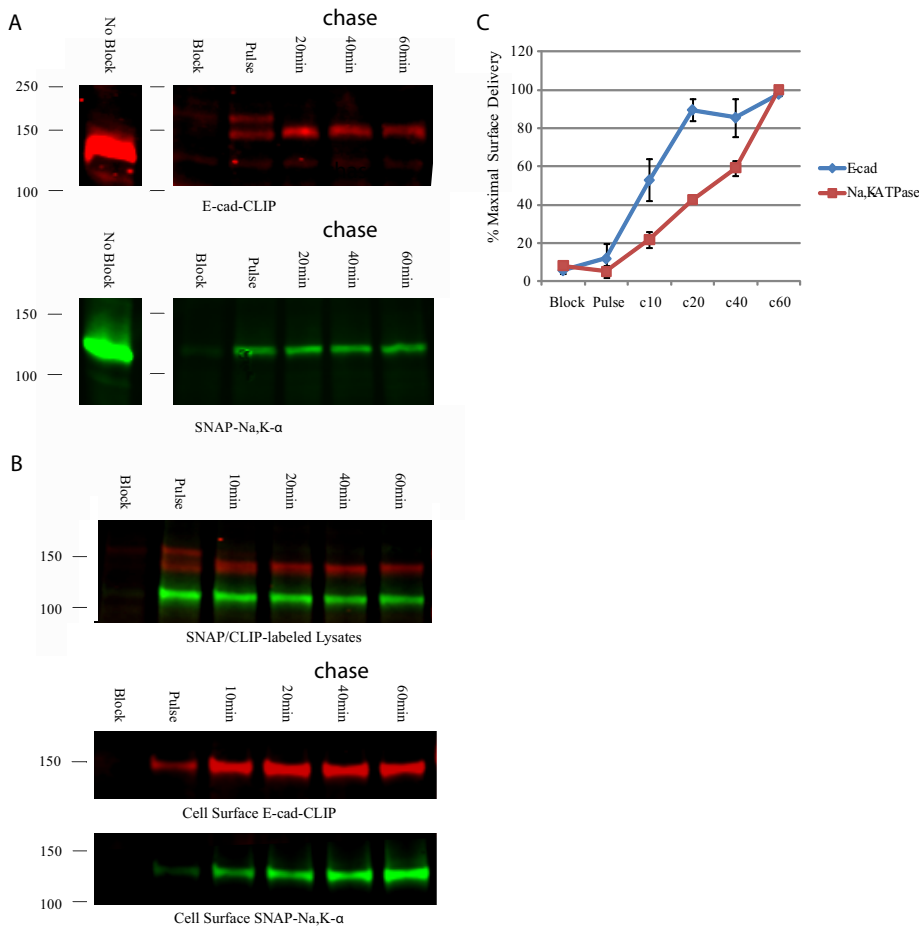 A
chase
No Block
Block
Pulse
20min
40min
60min
250
150
100
E-cad-CLIP
chase
No Block
Block
Pulse
20min
40min
60min
150
100
SNAP-Na,K-α
B
Block
Pulse
10min
20min
40min
60min
150
100
SNAP/CLIP-labeled Lysates
chase
Block
Pulse
10min
20min
40min
60min
150
Cell Surface E-cad-CLIP
150
100
Cell Surface SNAP-Na,K-α
C
% Maximal Surface Delivery
120
100
80
60
40
20
0
Block
Pulse
c10
c20
c40
c60
E-cad
Na,K-ATPase